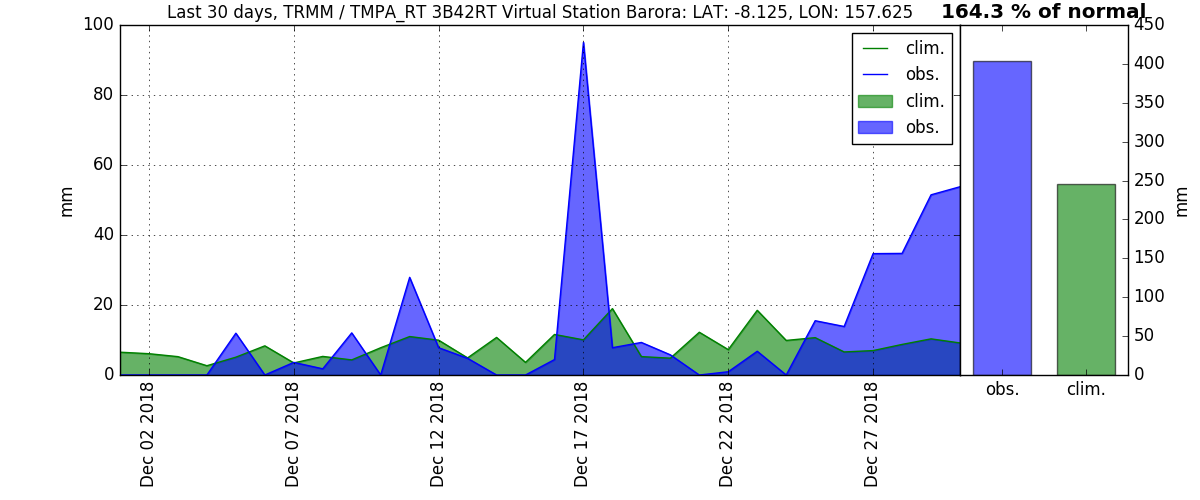 Last 30 days, TRMM / TMPA_RT 3B42RT Virtual Station Barora: LAT: -8.125, LON: 157.625
164.3 % of normal
100
80
60
40
20
0
mm
clim.
obs.
clim.
obs.
Dec 02 2018
Dec 07 2018
Dec 12 2018
Dec 17 2018
Dec 22 2018
Dec 27 2018
450
400
350
300
250
200
150
100
50
0
mm
obs.
clim.